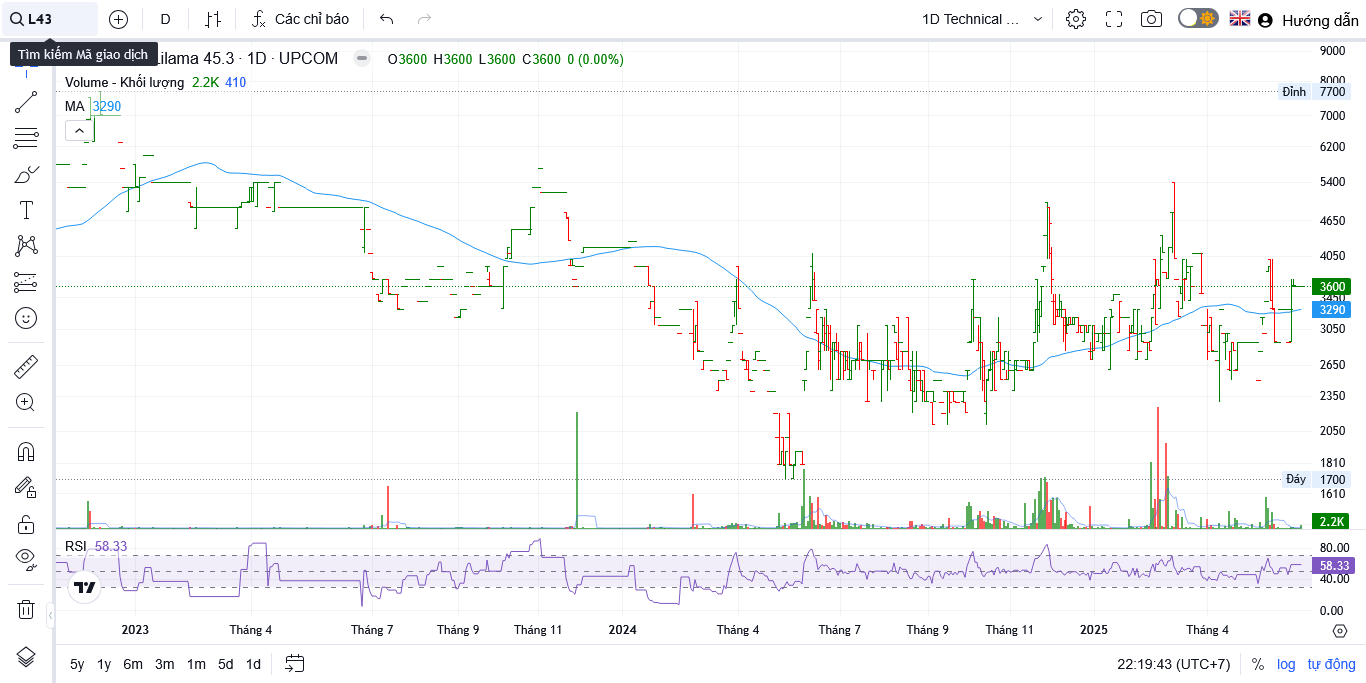 L43
D
Các chỉ báo
1D Technical ...
Hướng dẫn
Tìm kiếm Mã giao dịch
Lilama 45.3 · 1D · UPCOM
O3600 H3600 L3600 C3600 0 (0.00%)
Volume - Khối lượng 2.2K 410
MA 3290
9000
8000
Đỉnh 7700
7000
6200
5400
4650
4050
3600
3450
3290
3050
2650
2350
2050
1810
Đáy 1700
1610
2.2K
RSI 58.33
80.00
58.33
40.00
0.00
2023 Tháng 4 Tháng 7 Tháng 9 Tháng 11 2024 Tháng 4 Tháng 7 Tháng 9 Tháng 11 2025 Tháng 4
5y 1y 6m 3m 1m 5d 1d
22:19:43 (UTC+7) % log tự động